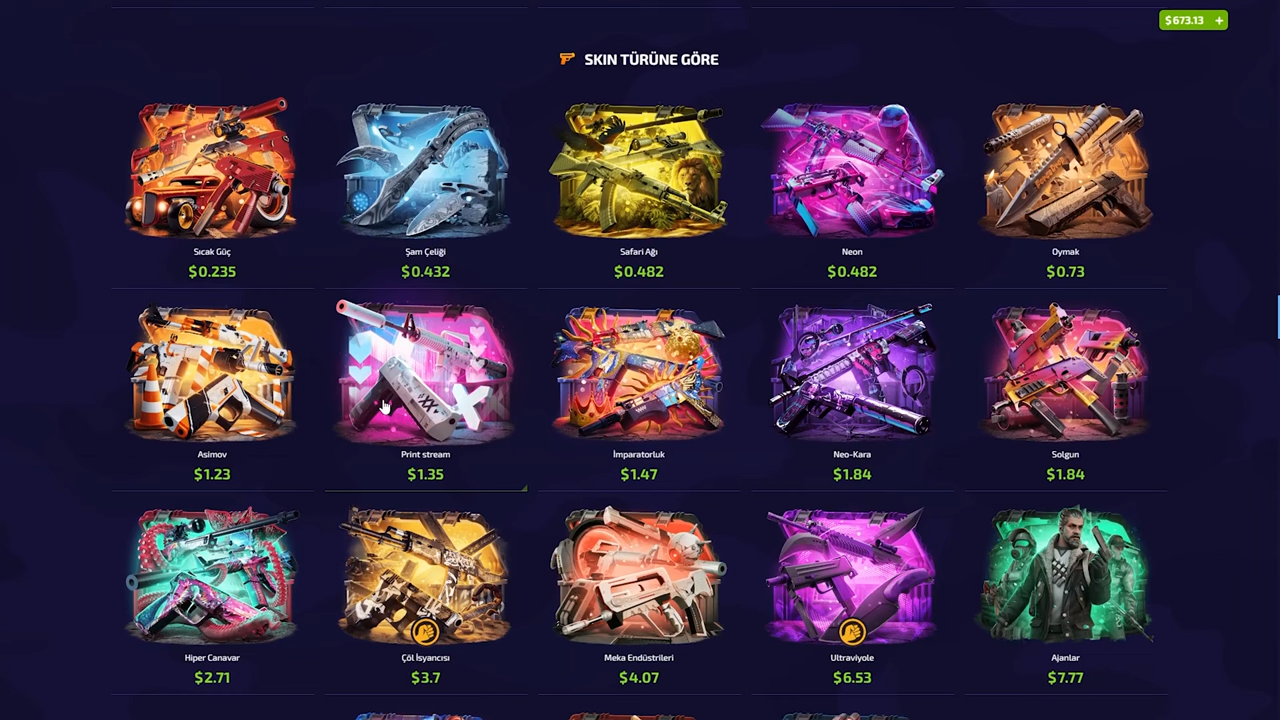 $673.13 +
SKIN TÜRÜNE GÖRE
Sıcak Güç
$0.235
Şam Çeliği
$0.432
Safari Ağı
$0.482
Neon
$0.482
Oymak
$0.73
Asimov
$1.23
Print stream
$1.35
İmparatorluk
$1.47
Neo-Kara
$1.84
Solgun
$1.84
Hiper Canavar
$2.71
Çöl İsyancısı
$3.7
Meka Endüstrileri
$4.07
Ultraviyole
$6.53
Ajanlar
$7.77